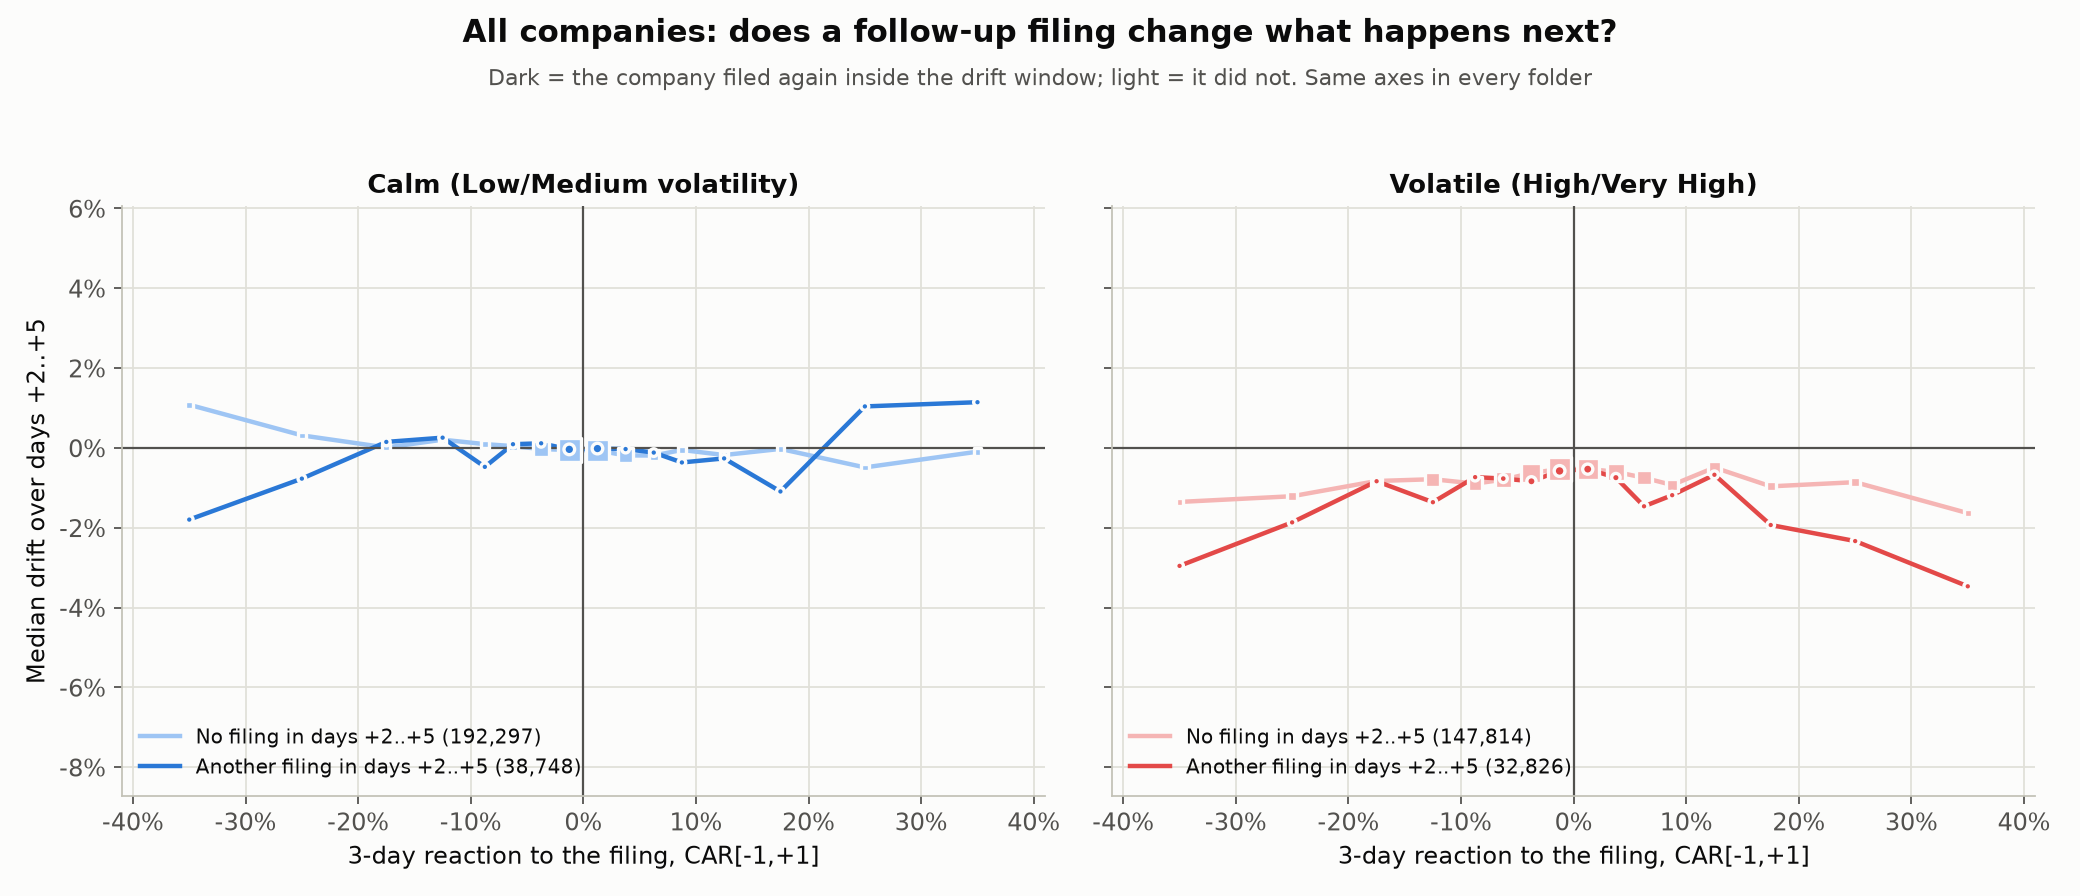 All companies: does a follow-up filing change what happens next?
Dark = the company filed again inside the drift window; light = it did not. Same axes in every folder
Calm (Low/Medium volatility)
Median drift over days +2..+5
6%
4%
2%
0%
-2%
-4%
-6%
-8%
No filing in days +2..+5 (192,297)
Another filing in days +2..+5 (38,748)
-40% -30% -20% -10% 0% 10% 20% 30% 40%
3-day reaction to the filing, CAR[-1,+1]
Volatile (High/Very High)
No filing in days +2..+5 (147,814)
Another filing in days +2..+5 (32,826)
-40% -30% -20% -10% 0% 10% 20% 30% 40%
3-day reaction to the filing, CAR[-1,+1]